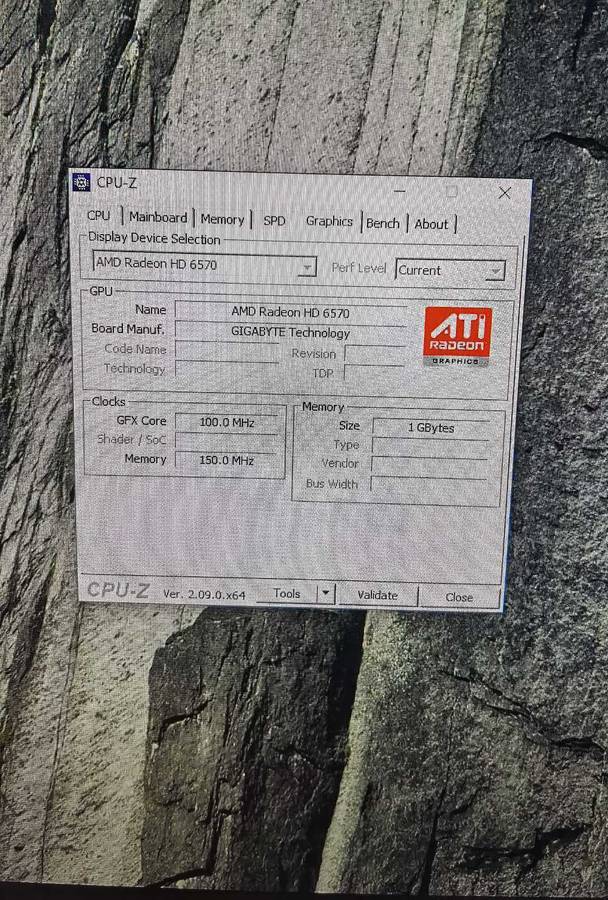 CPU-Z
CPU Mainboard Memory SPD Graphics Bench About
Display Device Selection
AMD Radeon HD 6570 Perf Level Current
GPU
Name AMD Radeon HD 6570
Board Manuf. GIGABYTE Technology
Code Name Revision
Technology TDP
ATI
RADEON
GRAPHICS
Clocks
GFX Core 100.0 MHz
Shader / SoC
Memory 150.0 MHz
Memory
Size 1 GBytes
Type
Vendor
Bus Width
CPU-Z Ver. 2.09.0.x64 Tools Validate Close